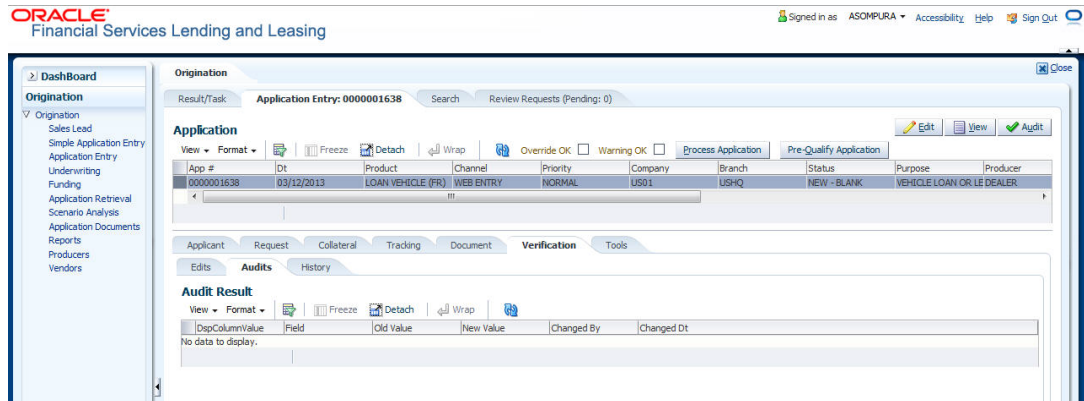 ORACLE'
Financial Services Lending and Leasing
Signed in as ASOMPURA Accessibility Help Sign Out
Close
DashBoard
Origination
Origination
Sales Lead
Simple Application Entry
Application Entry
Underwriting
Funding
Application Retrieval
Scenario Analysis
Application Documents
Reports
Producers
Vendors
Origination
Result/Task Application Entry: 0000001638 Search Review Requests (Pending: 0)
Application
Edit View Audit
View Format Freeze Detach Wrap Override OK Warning OK Process Application Pre-Qualify Application
App # Dt Product Channel Priority Company Branch Status Purpose Producer
0000001638 03/12/2013 LOAN VEHICLE (FR) WEB ENTRY NORMAL US01 USHQ NEW - BLANK VEHICLE LOAN OR LE DEALER
Applicant Request Collateral Tracking Document Verification Tools
Edits Audits History
Audit Result
View Format Freeze Detach Wrap
DspColumnValue Field Old Value New Value Changed By Changed Dt
No data to display.